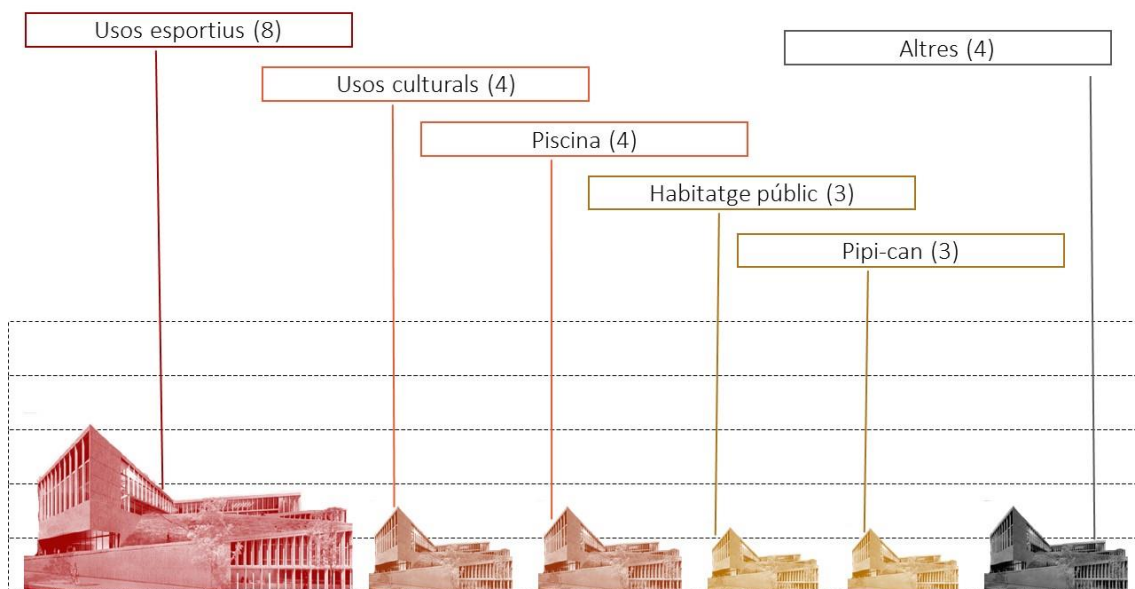 Usos esportius (8)
Usos culturals (4)
Piscina (4)
Habitatge públic (3)
Pipi-can (3)
Altres (4)